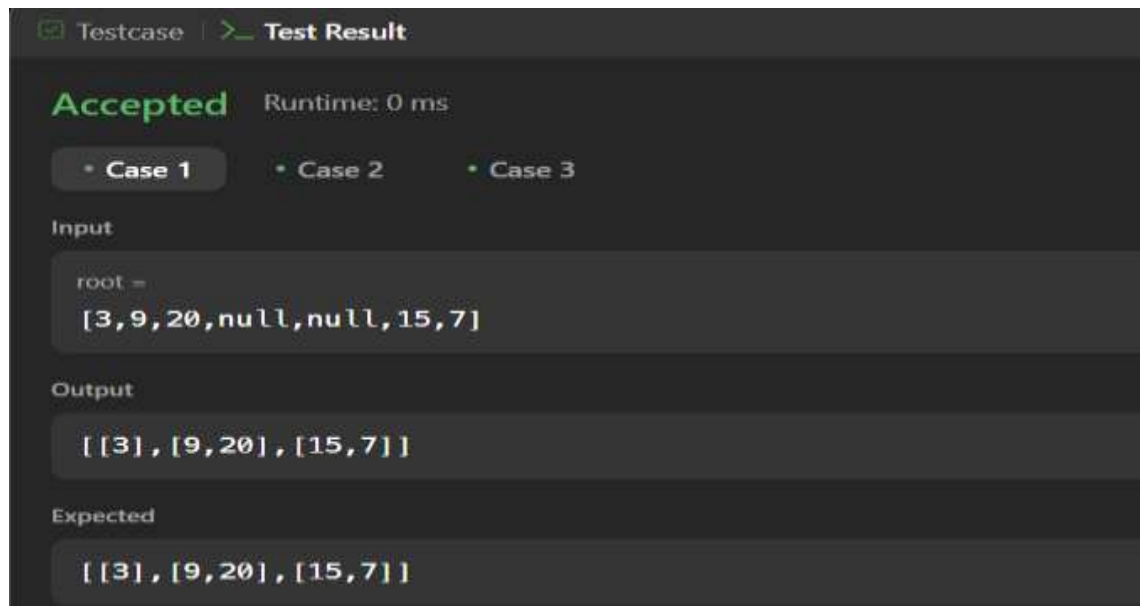 Testcase | >_ Test Result
Accepted Runtime: 0 ms
• Case 1 • Case 2 • Case 3
Input
root =
[3,9,20,null,null,15,7]
Output
[[3],[9,20],[15,7]]
Expected
[[3],[9,20],[15,7]]